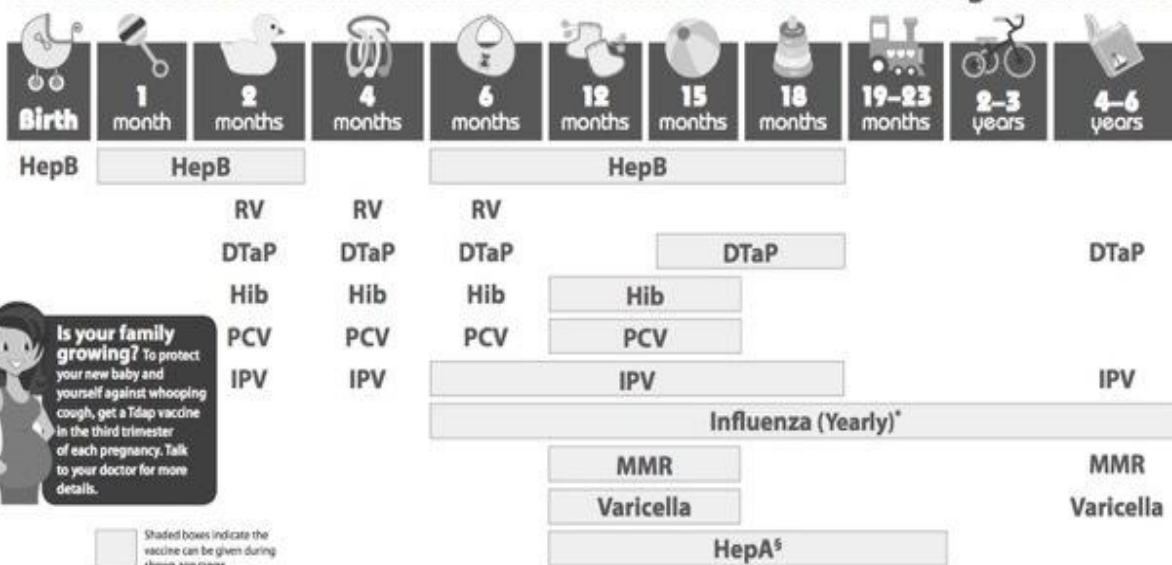 Birth
1
month
2
months
4
months
6
months
12
months
15
months
18
months
19–23
months
2–3
years
4–6
years
HepB HepB HepB
RV RV RV
DTaP DTaP DTaP DTaP DTaP
Hib Hib Hib Hib
PCV PCV PCV PCV
IPV IPV IPV IPV
Influenza (Yearly)*
MMR MMR
Varicella Varicella
HepA§
Is your family
growing? To protect
your new baby and
yourself against whooping
cough, get a Tdap vaccine
in the third trimester
of each pregnancy. Talk
to your doctor for more
details.
Shaded boxes indicate the
vaccine can be given during